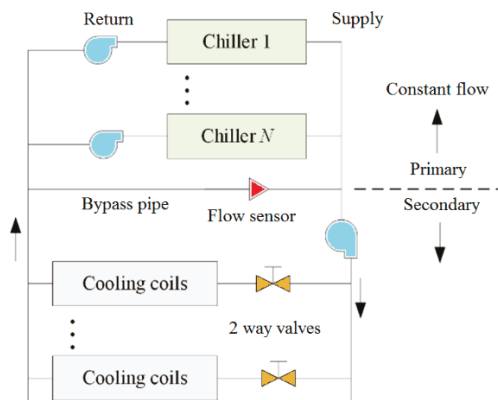 Return
Supply
Chiller 1
Constant flow
Chiller N
Primary
Bypass pipe
Flow sensor
Secondary
Cooling coils
2 way valves
Cooling coils